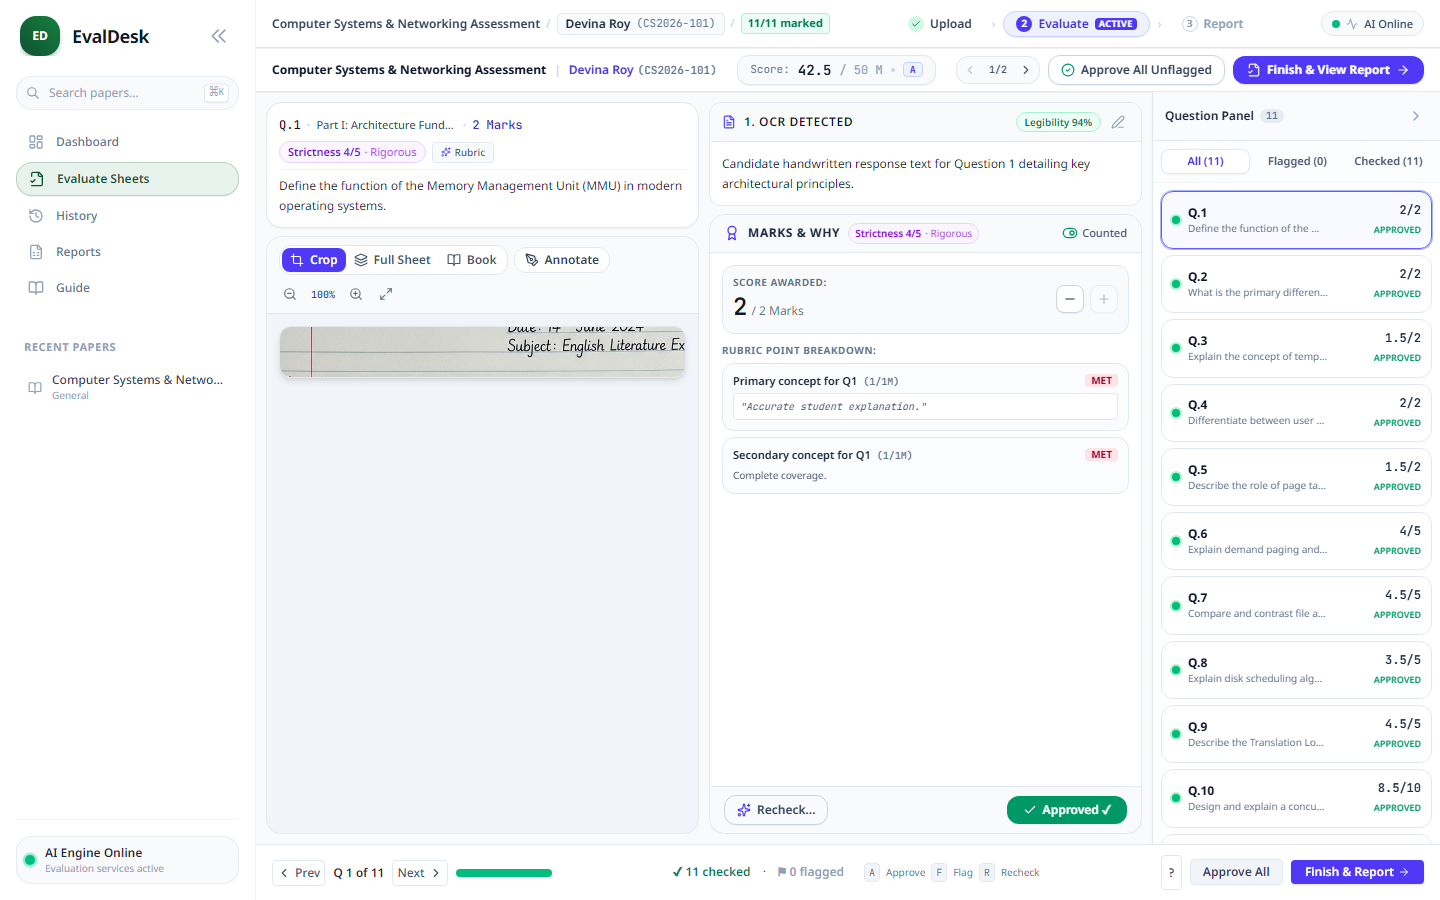 ED
EvalDesk
Search papers...
⌘K
Dashboard
Evaluate Sheets
History
Reports
Guide
RECENT PAPERS
Computer Systems & Netwo...
General
AI Engine Online
Evaluation services active
Computer Systems & Networking Assessment / Devina Roy (CS2026-101) / 11/11 marked
Upload › 2 Evaluate ACTIVE › 3 Report
AI Online
Computer Systems & Networking Assessment | Devina Roy (CS2026-101)
Score: 42.5 / 50 M • A
1/2
Approve All Unflagged
Finish & View Report →
Q.1 · Part I: Architecture Fund... · 2 Marks
Strictness 4/5 · Rigorous
Rubric
Define the function of the Memory Management Unit (MMU) in modern
operating systems.
Crop
Full Sheet
Book
Annotate
100%
Date: 14 June 2024
Subject: English Literature Ex
1. OCR DETECTED
Legibility 94%
Candidate handwritten response text for Question 1 detailing key
architectural principles.
MARKS & WHY
Strictness 4/5 · Rigorous
Counted
SCORE AWARDED:
2 / 2 Marks
RUBRIC POINT BREAKDOWN:
Primary concept for Q1 (1/1M)
MET
"Accurate student explanation."
Secondary concept for Q1 (1/1M)
MET
Complete coverage.
Recheck...
✓ Approved ✓
Question Panel 11
All (11)
Flagged (0)
Checked (11)
Q.1 2/2
Define the function of the ... APPROVED
Q.2 2/2
What is the primary differen... APPROVED
Q.3 1.5/2
Explain the concept of temp... APPROVED
Q.4 2/2
Differentiate between user ... APPROVED
Q.5 1.5/2
Describe the role of page ta... APPROVED
Q.6 4/5
Explain demand paging and... APPROVED
Q.7 4.5/5
Compare and contrast file a... APPROVED
Q.8 3.5/5
Explain disk scheduling alg... APPROVED
Q.9 4.5/5
Describe the Translation Lo... APPROVED
Q.10 8.5/10
Design and explain a concu... APPROVED
Prev
Q 1 of 11
Next
✓ 11 checked · ⚑ 0 flagged
A Approve F Flag R Recheck
?
Approve All
Finish & Report →